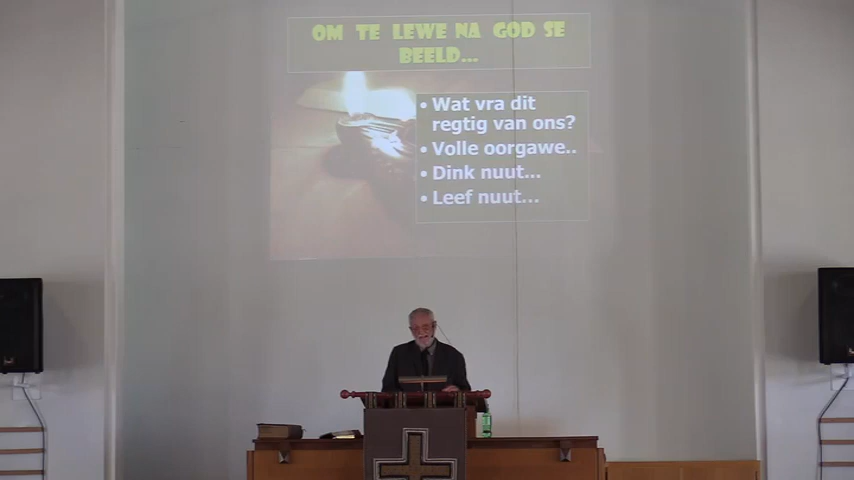 OM TE LEWE NA GOD SE
BEELD...
• Wat vra dit
regtig van ons?
• Volle oorgawe..
• Dink nuut...
• Leef nuut...